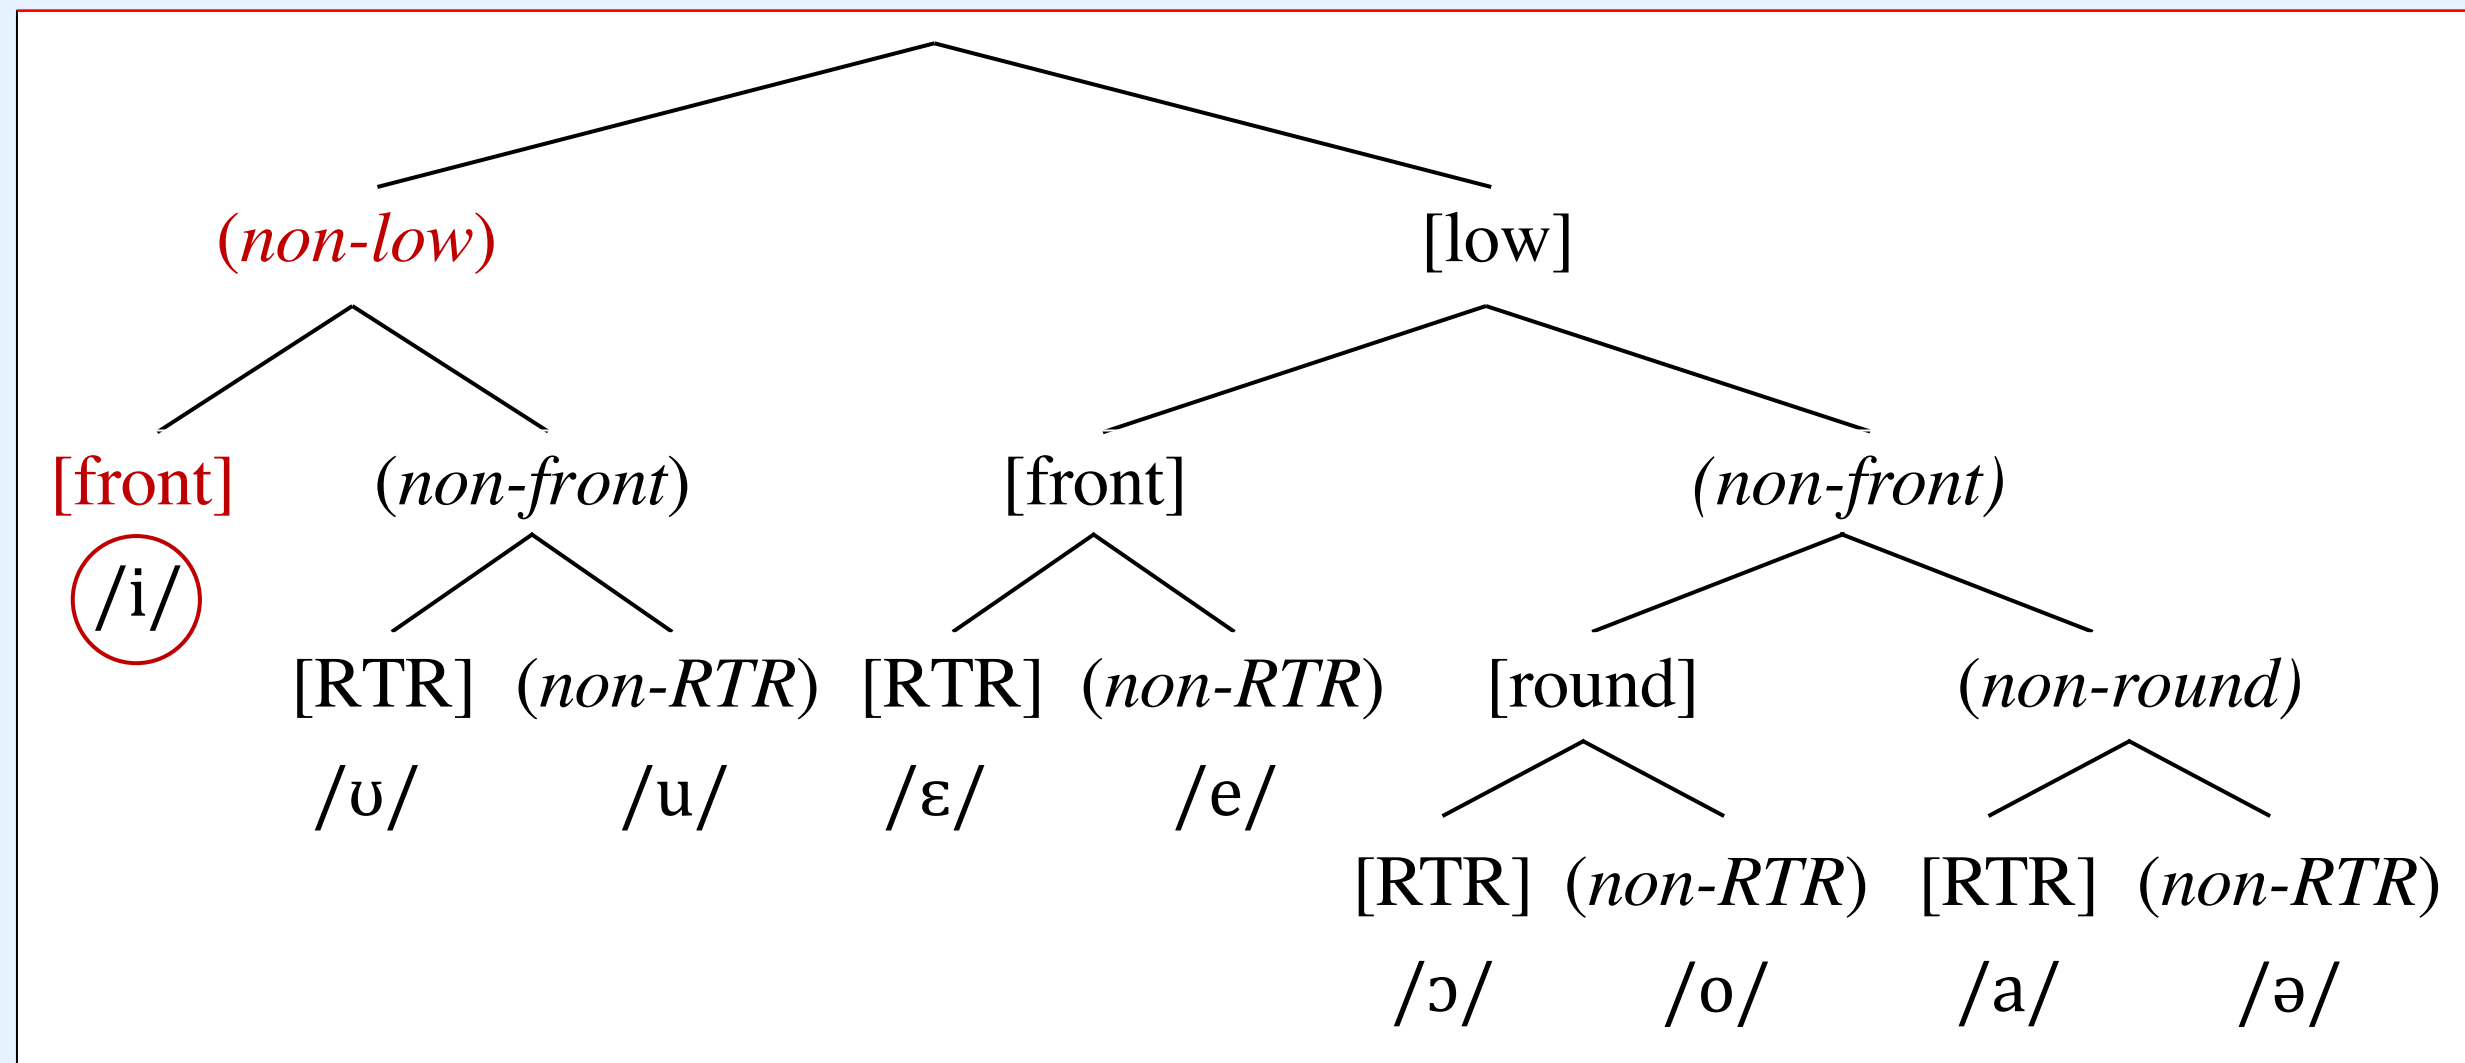 (non-low) [low]
[front] (non-front) [front] (non-front)
/i/
[RTR] (non-RTR) [RTR] (non-RTR) [round] (non-round)
/ʊ/ /u/ /ɛ/ /e/
[RTR] (non-RTR) [RTR] (non-RTR)
/ɔ/ /o/ /a/ /ə/